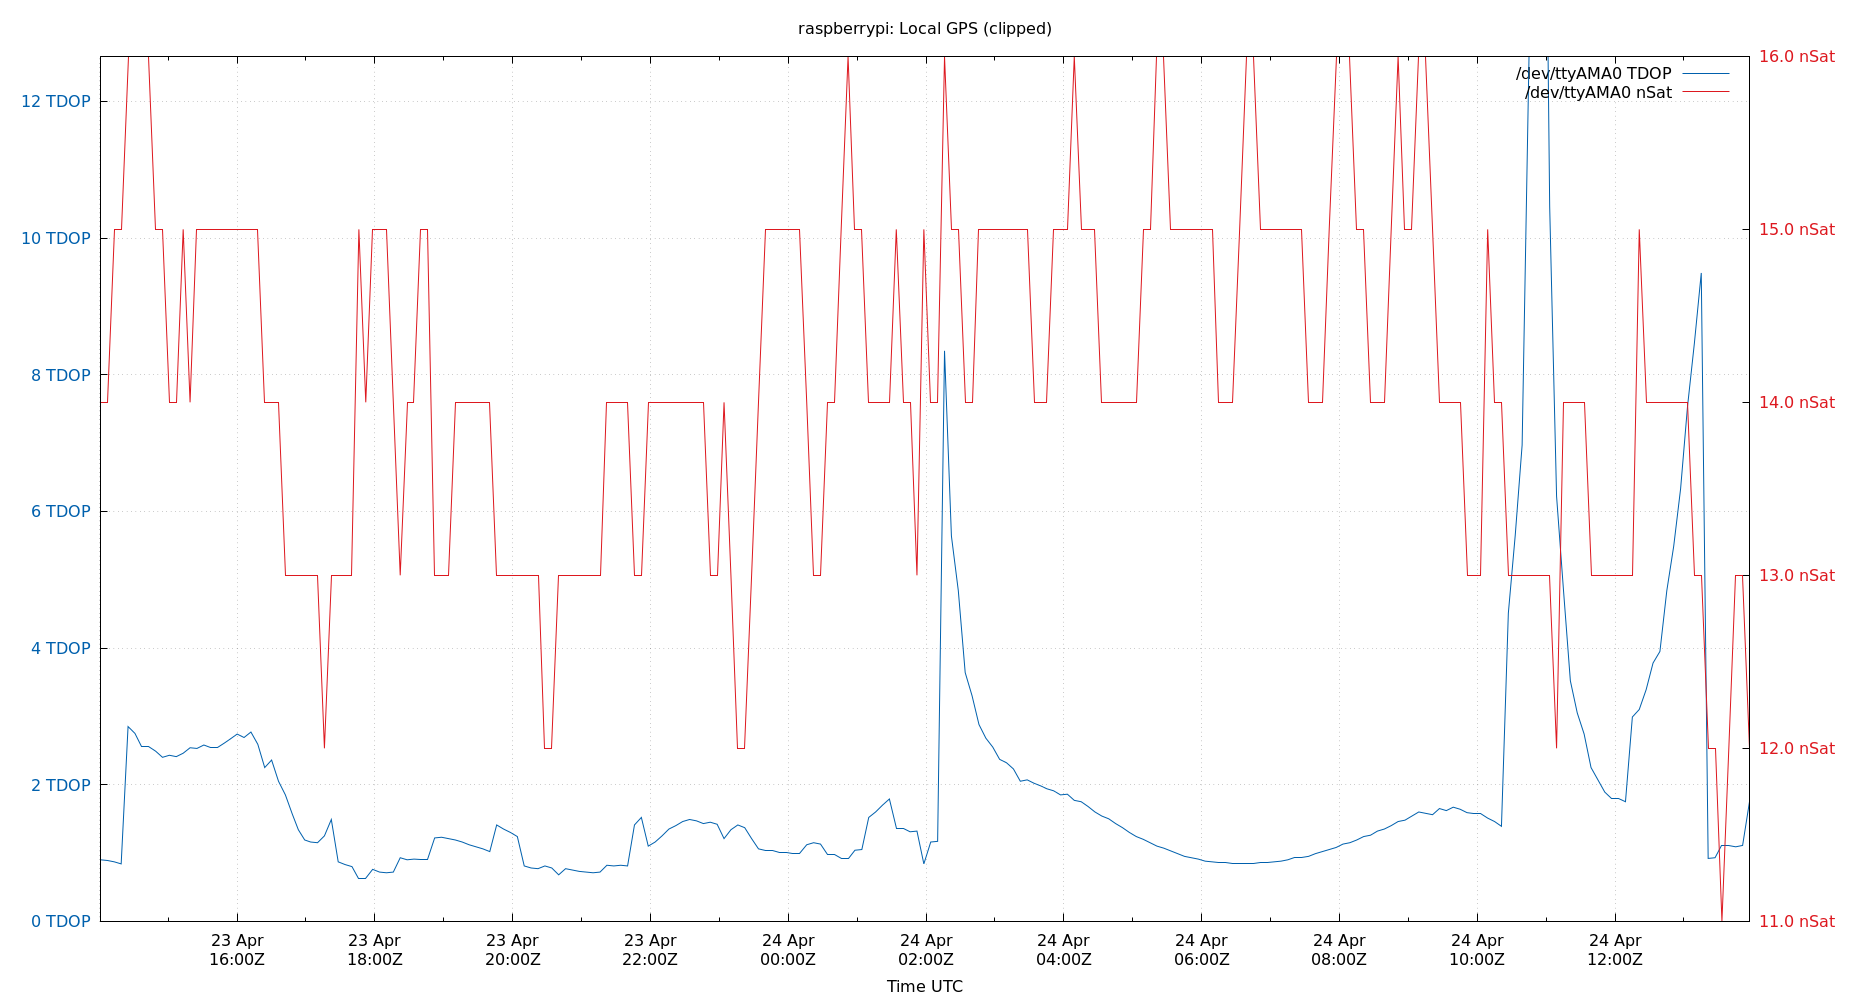 raspberrypi: Local GPS (clipped)
16.0 nSat
/dev/ttyAMA0 TDOP
/dev/ttyAMA0 nSat
12 TDOP
15.0 nSat
10 TDOP
8 TDOP
14.0 nSat
6 TDOP
13.0 nSat
4 TDOP
12.0 nSat
2 TDOP
0 TDOP
11.0 nSat
23 Apr 23 Apr 23 Apr 23 Apr 24 Apr 24 Apr 24 Apr 24 Apr 24 Apr 24 Apr 24 Apr
16:00Z 18:00Z 20:00Z 22:00Z 00:00Z 02:00Z 04:00Z 06:00Z 08:00Z 10:00Z 12:00Z
Time UTC